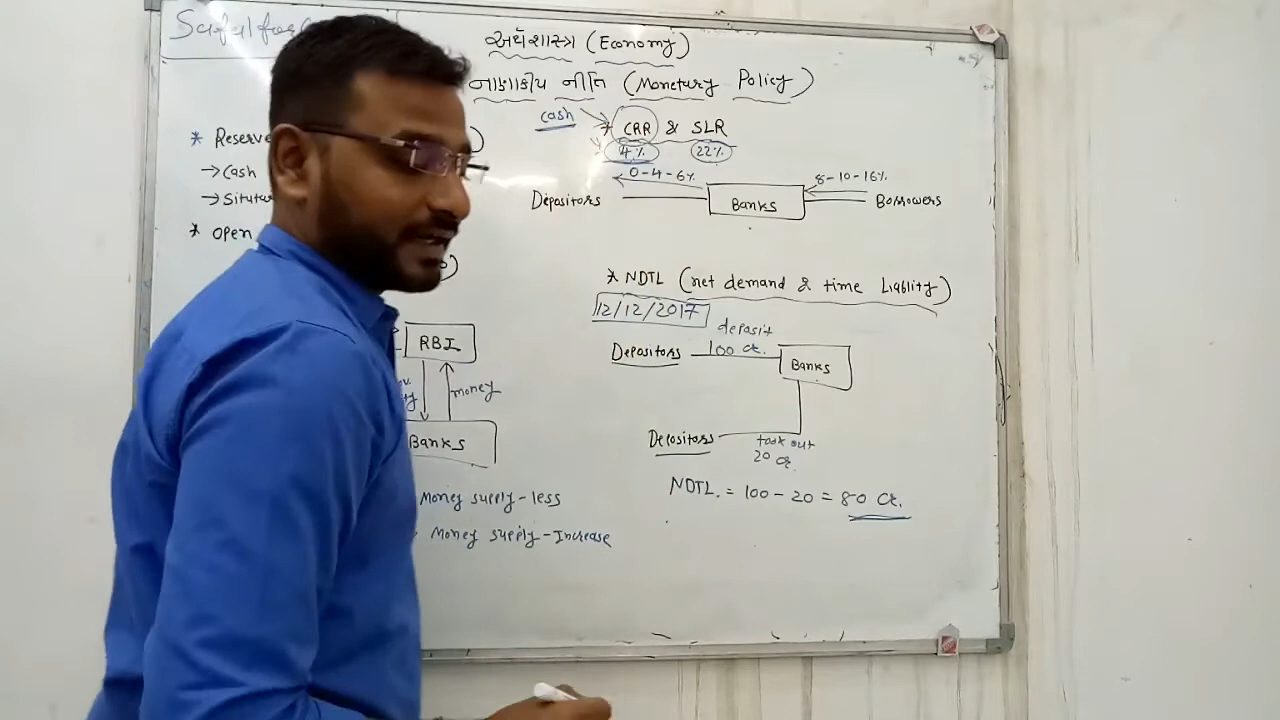 અર્થશાસ્ત્ર (Economy)
નાણાકીય નીતિ (Monetury Policy)
cash
* CRR & SLR
4% 22%
* Reserve
→ Cash
→ Situtu
* open
0-4-6%
8-10-16%
Depositors
Banks
Borrowers
* NDTL (net demand & time Liablity)
12/12/2017
deposit
Depositors 100 Cr. Banks
RBI
money
Banks
Depositors
took out
20 Cr.
NDTL. = 100 - 20 = 80 Cr.
Money supply - less
Money supply - Increase